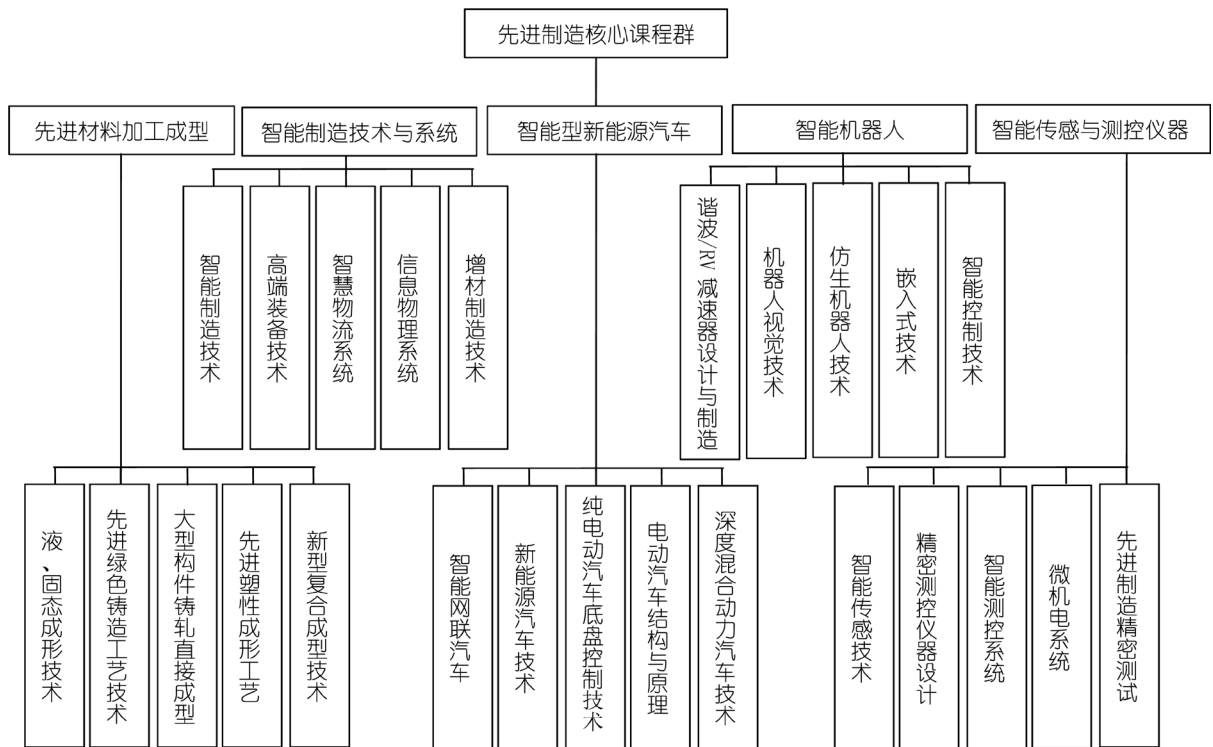 先进制造核心课程群
先进材料加工成型
智能制造技术与系统
智能型新能源汽车
智能机器人
智能传感与测控仪器
智能制造技术
高端装备技术
智慧物流系统
信息物理系统
增材制造技术
谐波/RV 减速器设计与制造
机器人视觉技术
仿生机器人技术
嵌入式技术
智能控制技术
液、固态成形技术
先进绿色铸造工艺技术
大型构件铸轧直接成型
先进塑性成形工艺
新型复合成型技术
智能网联汽车
新能源汽车技术
纯电动汽车底盘控制技术
电动汽车结构与原理
深度混合动力汽车技术
智能传感技术
精密测控仪器设计
智能测控系统
微机电系统
先进制造精密测试